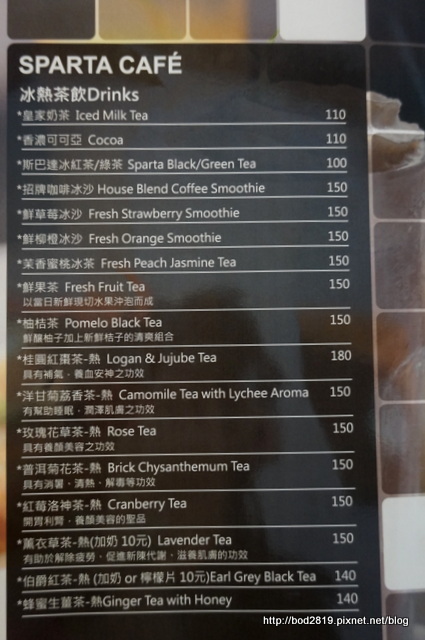 SPARTA CAFÉ
冰熱茶飲Drinks
*皇家奶茶 Iced Milk Tea 110
*香濃可可亞 Cocoa 110
*斯巴達冰紅茶/綠茶 Sparta Black/Green Tea 100
*招牌咖啡冰沙 House Blend Coffee Smoothie 150
*鮮草莓冰沙 Fresh Strawberry Smoothie 150
*鮮柳橙冰沙 Fresh Orange Smoothie 150
*茉香蜜桃冰茶 Fresh Peach Jasmine Tea 150
*鮮果茶 Fresh Fruit Tea 150
以當日新鮮現切水果沖泡而成
*柚桔茶 Pomelo Black Tea 150
鮮釀柚子加上新鮮桔子的清爽組合
*桂圓紅棗茶-熱 Logan & Jujube Tea 180
具有補氣、養血安神之功效
*洋甘菊荔香茶-熱 Camomile Tea with Lychee Aroma 150
有幫助睡眠、潤澤肌膚之功效
*玫瑰花草茶-熱 Rose Tea 150
具有養顏美容之功效
*普洱菊花茶-熱 Brick Chysanthemum Tea 150
具有消暑、清熱、解毒等功效
*紅莓洛神茶-熱 Cranberry Tea 150
開胃利腎、養顏美容的聖品
*薰衣草茶-熱(加奶 10元) Lavender Tea 150
有助於解除疲勞、促進新陳代謝、滋養肌膚的功效
*伯爵紅茶-熱 (加奶 or 檸檬片 10元)Earl Grey Black Tea 140
*蜂蜜生薑茶-熱Ginger Tea with Honey 140
http://bod2819.pixnet.net/blog